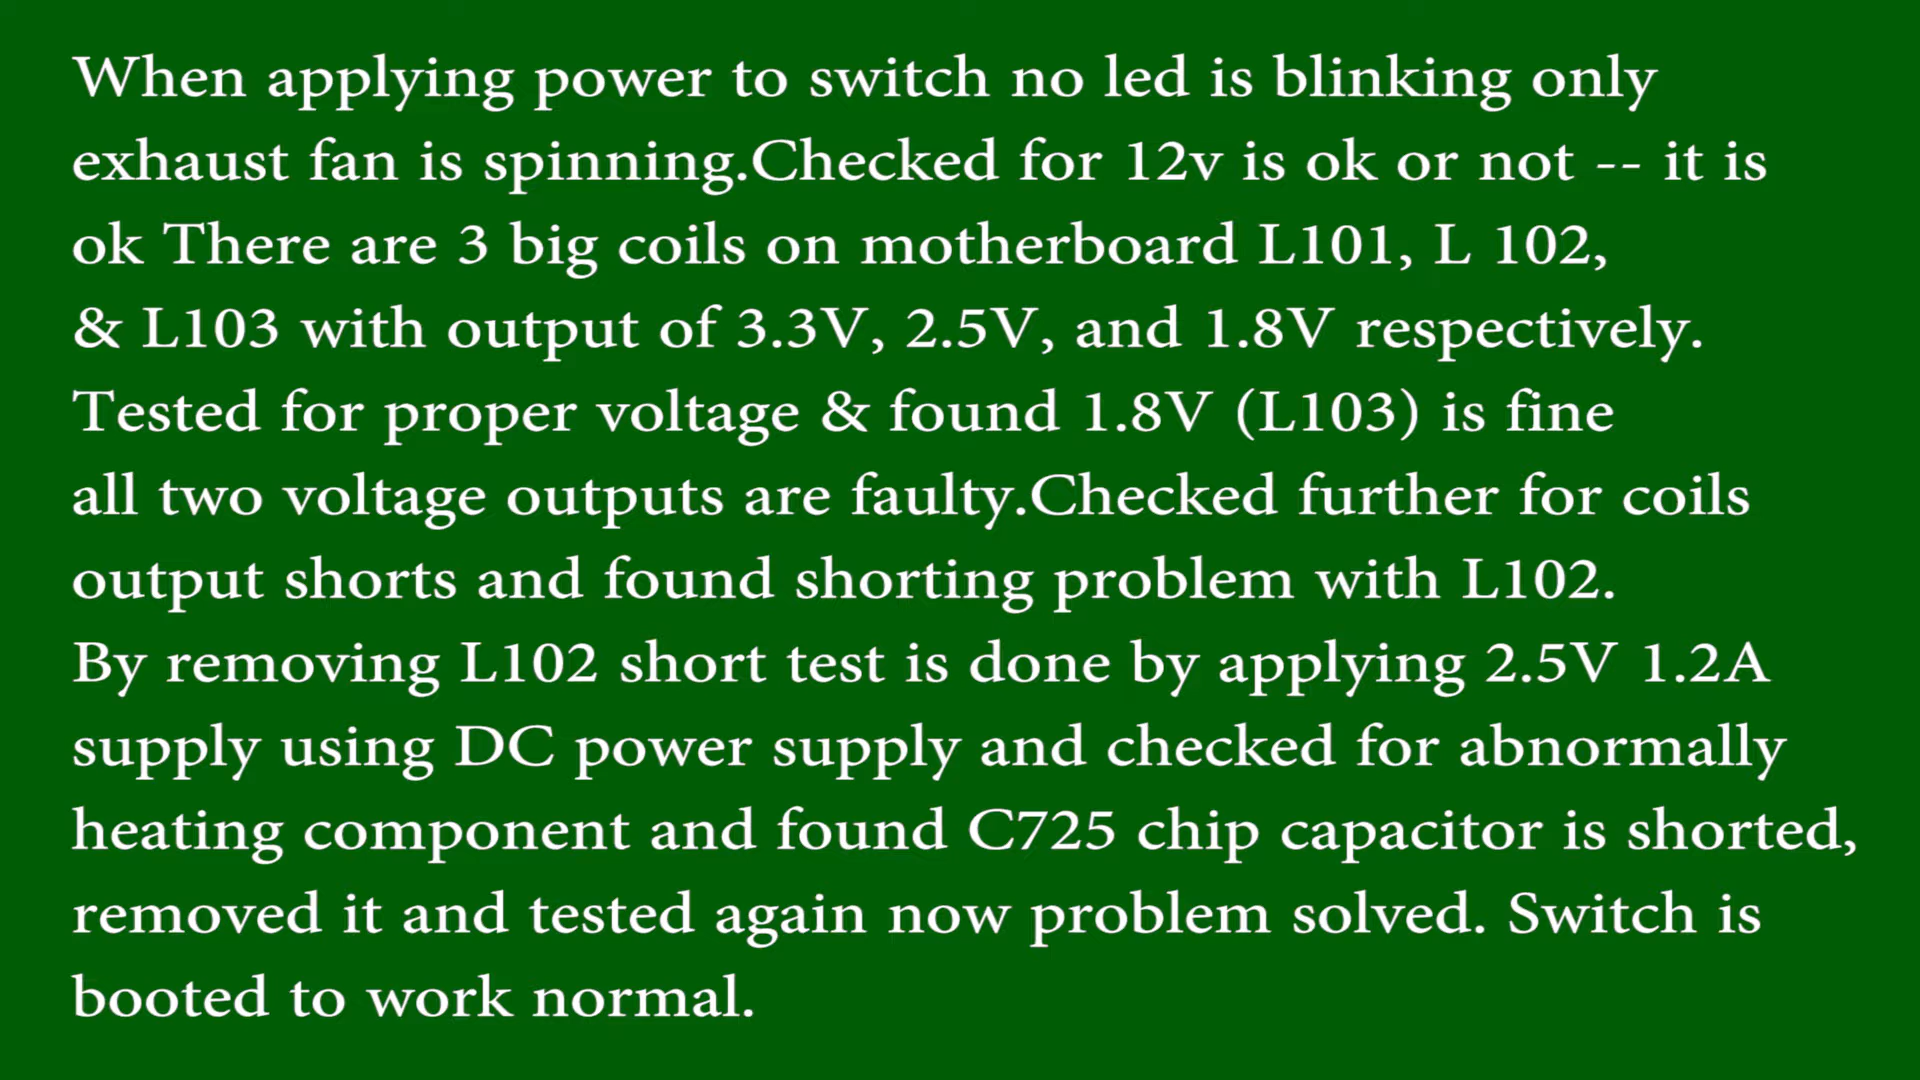 When applying power to switch no led is blinking only
exhaust fan is spinning.Checked for 12v is ok or not -- it is
ok There are 3 big coils on motherboard L101, L 102,
& L103 with output of 3.3V, 2.5V, and 1.8V respectively.
Tested for proper voltage & found 1.8V (L103) is fine
all two voltage outputs are faulty.Checked further for coils
output shorts and found shorting problem with L102.
By removing L102 short test is done by applying 2.5V 1.2A
supply using DC power supply and checked for abnormally
heating component and found C725 chip capacitor is shorted,
removed it and tested again now problem solved. Switch is
booted to work normal.